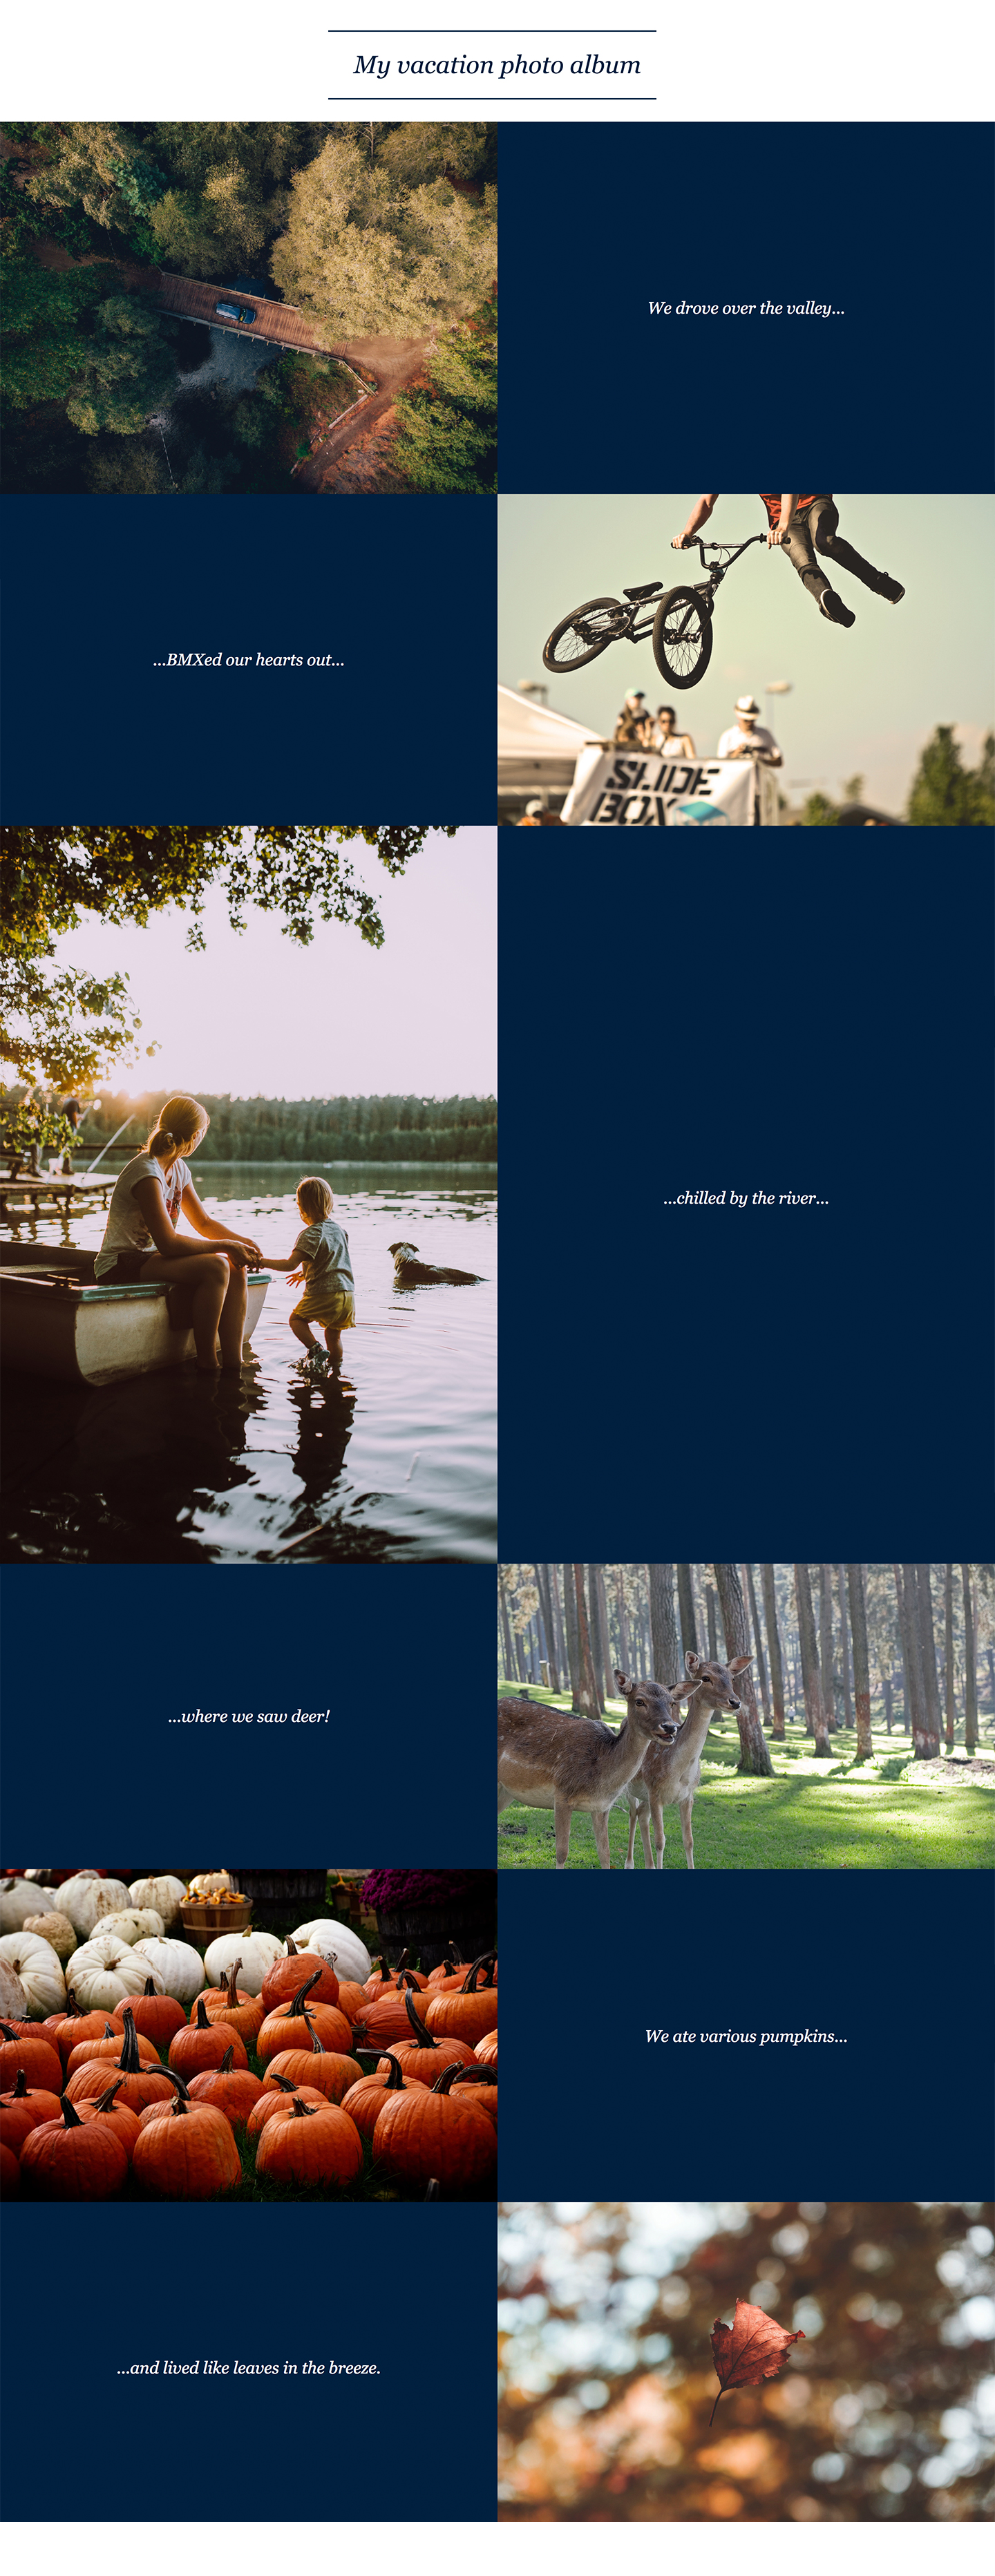 My vacation photo album
We drove over the valley...
...BMXed our hearts out...
SLIDE
BOX
...chilled by the river...
...where we saw deer!
We ate various pumpkins...
...and lived like leaves in the breeze.